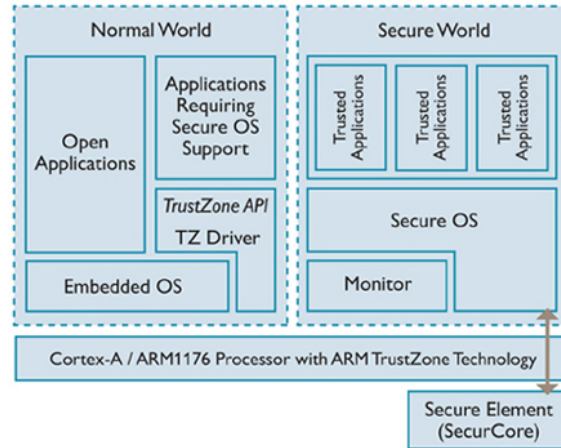 Normal World
Open
Applications
Applications
Requiring
Secure OS
Support
TrustZone API
TZ Driver
Embedded OS
Secure World
Trusted
Applications
Trusted
Applications
Trusted
Applications
Secure OS
Monitor
Cortex-A / ARM1176 Processor with ARM TrustZone Technology
Secure Element
(SecurCore)